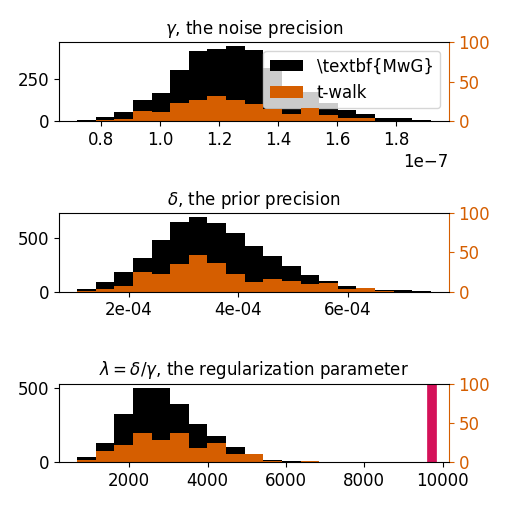 γ, the noise precision
250
0
100
50
0
\textbf{MwG}
t-walk
0.8 1.0 1.2 1.4 1.6 1.8
1e−7
δ, the prior precision
500
0
100
50
0
2e-04 4e-04 6e-04
λ = δ/γ, the regularization parameter
500
0
100
50
0
2000 4000 6000 8000 10000